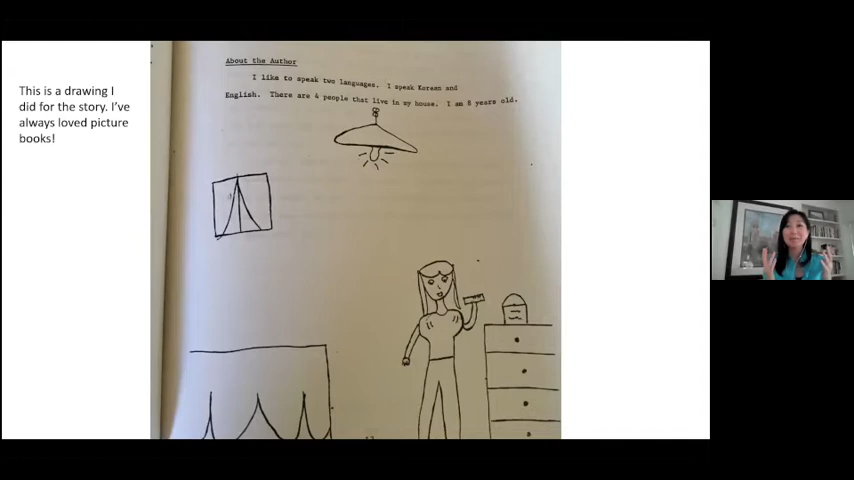 This is a drawing I
did for the story. I've
always loved picture
books!
About the Author
I like to speak two languages. I speak Korean and
English. There are 4 people that live in my house. I am 8 years old.